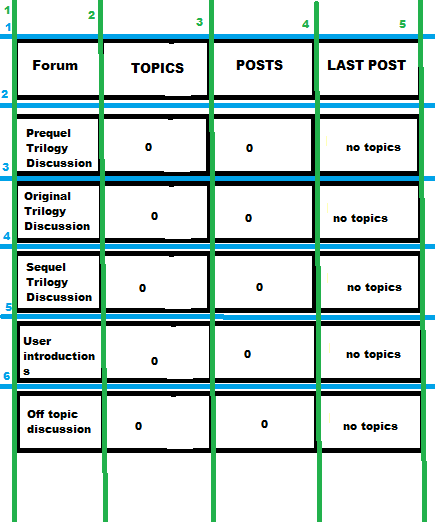 1
2
3
4
5
1
Forum
TOPICS
POSTS
LAST POST
2
Prequel
Trilogy
Discussion
0
0
no topics
3
Original
Trilogy
Discussion
0
0
no topics
4
Sequel
Trilogy
Discussion
0
0
no topics
5
User
introduction
s
0
0
no topics
6
Off topic
discussion
0
0
no topics